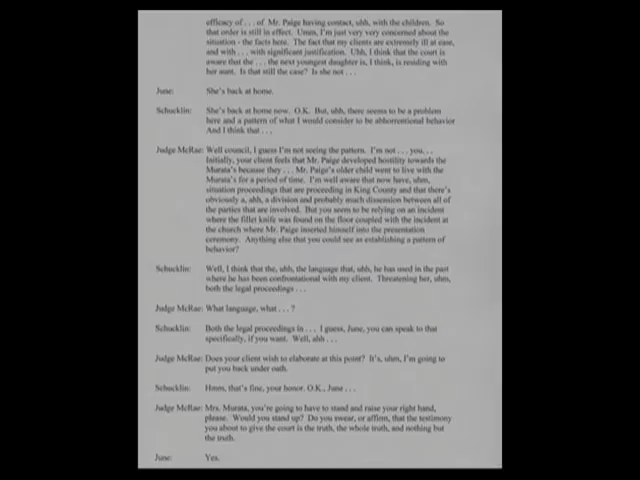 efficacy of . . . of Mr. Paige having contact, uhh, with the children. So
that order is still in effect. Umm, I'm just very very concerned about the
situation - the facts here. The fact that my clients are extremely ill at ease,
and with . . . with significant justification. Uhh, I think that the court is
aware that the . . . the next youngest daughter is, I think, is residing with
her aunt. Is that still the case? Is she not . . .
June: She's back at home.
Schucklin: She's back at home now. O.K. But, uhh, there seems to be a problem
here and a pattern of what I would consider to be abhorrentional behavior
And I think that . . .
Judge McRae: Well council, I guess I'm not seeing the pattern. I'm not . . . you. . .
Initially, your client feels that Mr. Paige developed hostility towards the
Murata's because they . . . Mr. Paige's older child went to live with the
Murata's for a period of time. I'm well aware that now have, uhm,
situation proceedings that are proceeding in King County and that there's
obviously a, uhh, a division and probably much dissension between all of
the parties that are involved. But you seem to be relying on an incident
where the fillet knife was found on the floor coupled with the incident at
the church where Mr. Paige inserted himself into the presentation
ceremony. Anything else that you could see as establishing a pattern of
behavior?
Schucklin: Well, I think that the, uhh, the language that, uhh, he has used in the past
where he has been confrontational with my client. Threatening her, uhm,
both the legal proceedings . . .
Judge McRae: What language, what . . . ?
Schucklin: Both the legal proceedings in . . . I guess, June, you can speak to that
specifically, if you want. Well, ahh . . .
Judge McRae: Does your client wish to elaborate at this point? It's, uhm, I'm going to
put you back under oath.
Schucklin: Hmm, that's fine, your honor. O.K., June . . .
Judge McRae: Mrs. Murata, you're going to have to stand and raise your right hand,
please. Would you stand up? Do you swear, or affirm, that the testimony
you about to give the court is the truth, the whole truth, and nothing but
the truth.
June: Yes.